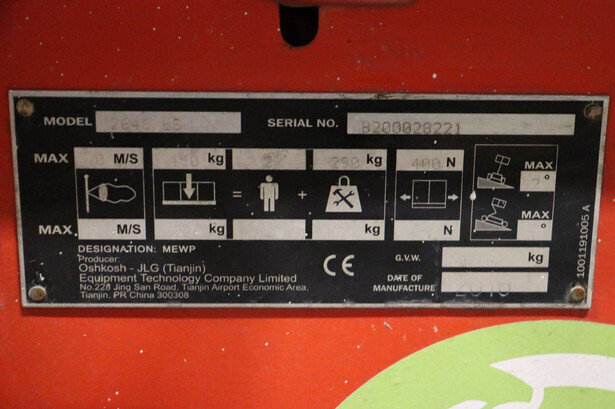 MODEL
SERIAL NO. B200028221
MAX M/S kg kg N MAX °
MAX. M/S kg kg N MAX °
DESIGNATION: MEWP
Producer:
Oshkosh - JLG (Tianjin)
Equipment Technology Company Limited
No.228 Jing San Road, Tianjin Airport Economic Area,
Tianjin, PR China 300308
CE
G.V.W. kg
DATE OF
MANUFACTURE
1001191005 A